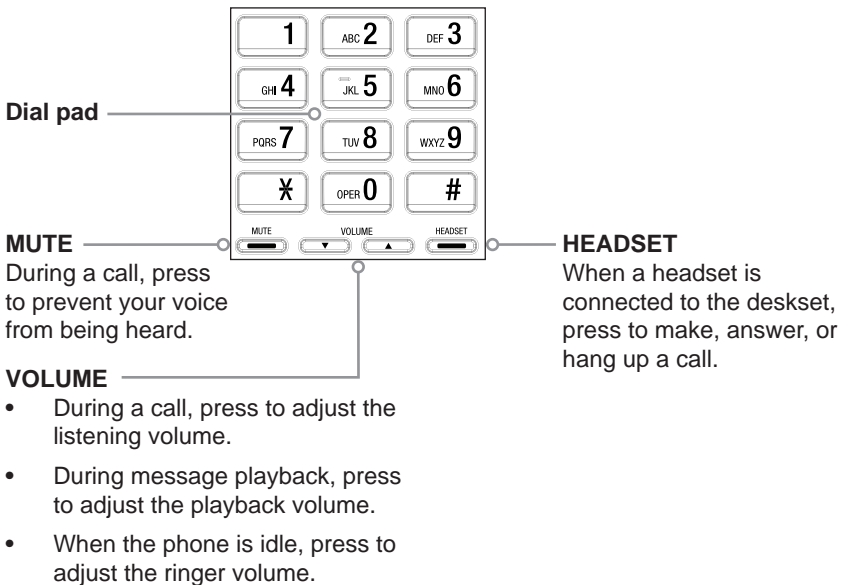 1 ABC 2 DEF 3
GHI 4 JKL 5 MNO 6
Dial pad
PQRS 7 TUV 8 WXYZ 9
* OPER 0 #
MUTE VOLUME HEADSET
▼ ▲
MUTE
During a call, press
to prevent your voice
from being heard.
HEADSET
When a headset is
connected to the deskset,
press to make, answer, or
hang up a call.
VOLUME
• During a call, press to adjust the
listening volume.
• During message playback, press
to adjust the playback volume.
• When the phone is idle, press to
adjust the ringer volume.